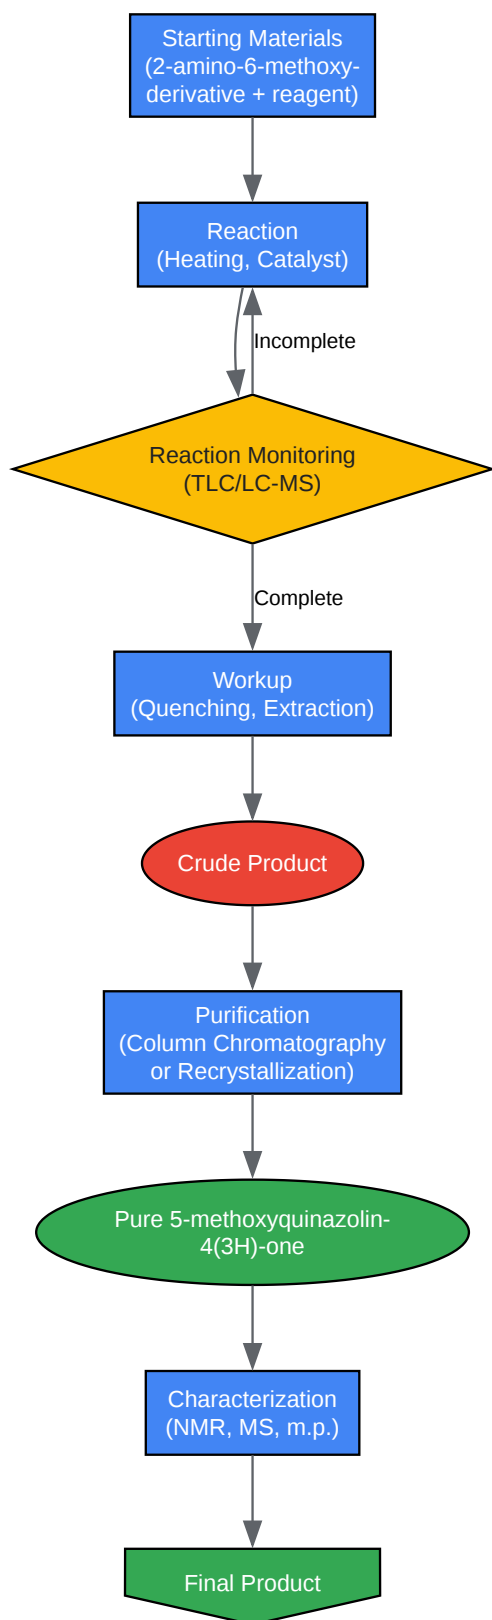 Starting Materials
(2-amino-6-methoxy-
derivative + reagent)
Reaction
(Heating, Catalyst)
Incomplete
Reaction Monitoring
(TLC/LC-MS)
Complete
Workup
(Quenching, Extraction)
Crude Product
Purification
(Column Chromatography
or Recrystallization)
Pure 5-methoxyquinazolin-
4(3H)-one
Characterization
(NMR, MS, m.p.)
Final Product